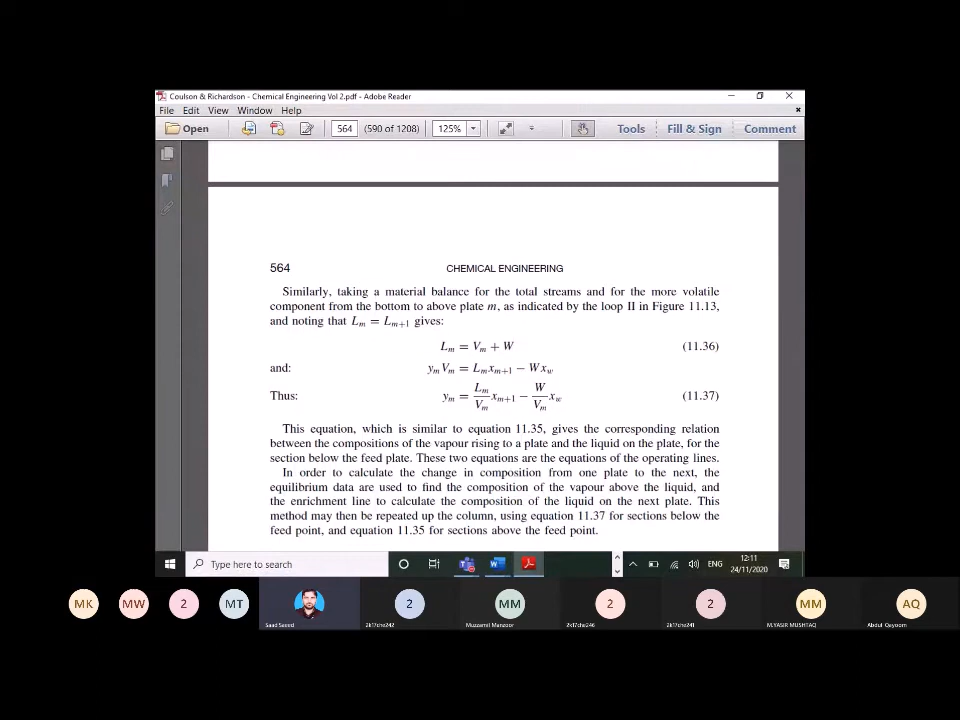 Coulson & Richardson - Chemical Engineering Vol 2.pdf - Adobe Reader
File Edit View Window Help
Open 564 (590 of 1208) 125% Tools Fill & Sign Comment
564 CHEMICAL ENGINEERING
Similarly, taking a material balance for the total streams and for the more volatile
component from the bottom to above plate m, as indicated by the loop II in Figure 11.13,
and noting that Lm = Lm+1 gives:
Lm = Vm + W (11.36)
and: ymVm = Lmxm+1 − Wxw
Thus: ym = Lm/Vm xm+1 − W/Vm xw (11.37)
This equation, which is similar to equation 11.35, gives the corresponding relation
between the compositions of the vapour rising to a plate and the liquid on the plate, for the
section below the feed plate. These two equations are the equations of the operating lines.
In order to calculate the change in composition from one plate to the next, the
equilibrium data are used to find the composition of the vapour above the liquid, and
the enrichment line to calculate the composition of the liquid on the next plate. This
method may then be repeated up the column, using equation 11.37 for sections below the
feed point, and equation 11.35 for sections above the feed point.
Type here to search ENG 12:11
24/11/2020
MK MW 2 MT 2 MM 2 2 MM AQ
Saad Saeed 2k17che242 Muzzamil Manzoor 2k17che246 2k17che241 M.YASIR MUSHTAQ Abdul Qayoom